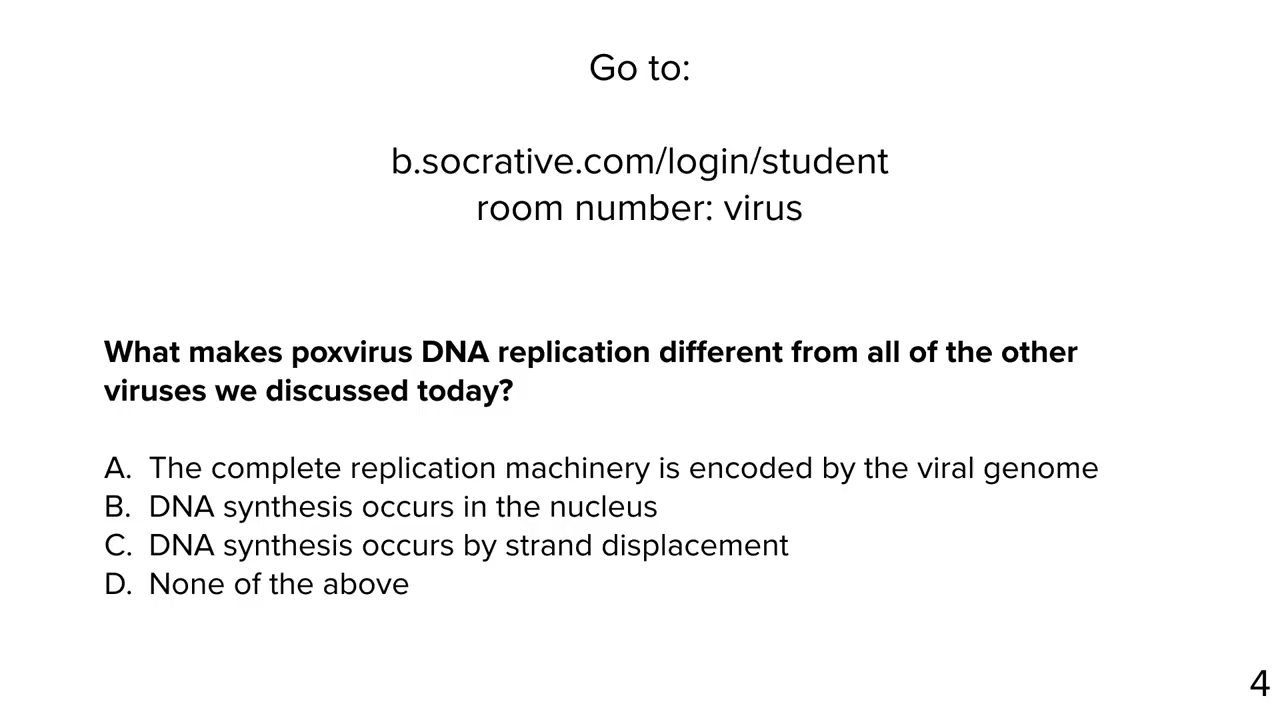 Go to:
b.socrative.com/login/student
room number: virus
What makes poxvirus DNA replication different from all of the other
viruses we discussed today?
A. The complete replication machinery is encoded by the viral genome
B. DNA synthesis occurs in the nucleus
C. DNA synthesis occurs by strand displacement
D. None of the above
4